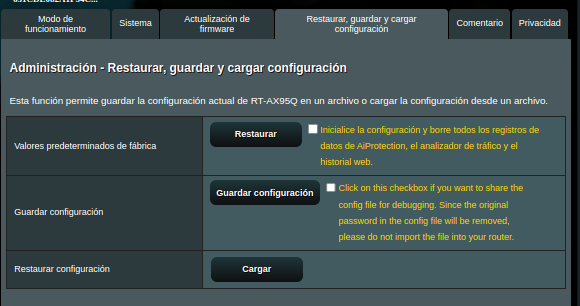 Modo de
funcionamiento
Sistema
Actualización de
firmware
Restaurar, guardar y cargar
configuración
Comentario
Privacidad
Administración - Restaurar, guardar y cargar configuración
Esta función permite guardar la configuración actual de RT-AX95Q en un archivo o cargar la configuración desde un archivo.
Valores predeterminados de fábrica
Restaurar
Inicialice la configuración y borre todos los registros de
datos de AiProtection, el analizador de tráfico y el
historial web.
Guardar configuración
Guardar configuración
Click on this checkbox if you want to share the
config file for debugging. Since the original
password in the config file will be removed,
please do not import the file into your router.
Restaurar configuración
Cargar